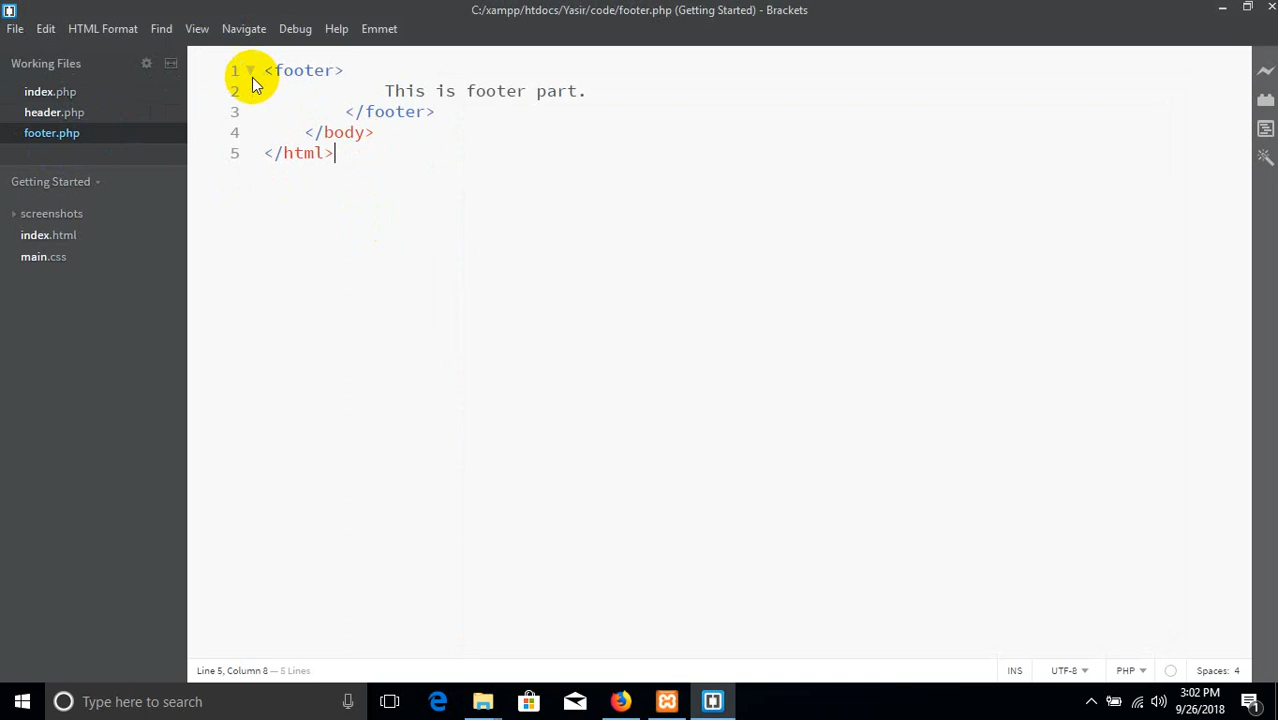 C:/xampp/htdocs/Yasir/code/footer.php (Getting Started) - Brackets
File Edit HTML Format Find View Navigate Debug Help Emmet
Working Files
index.php
header.php
footer.php
Getting Started
screenshots
index.html
main.css
1 <footer>
2 This is footer part.
3 </footer>
4 </body>
5 </html>
Line 5, Column 8 — 5 Lines
INS UTF-8 PHP Spaces: 4
Type here to search
3:02 PM
9/26/2018
1